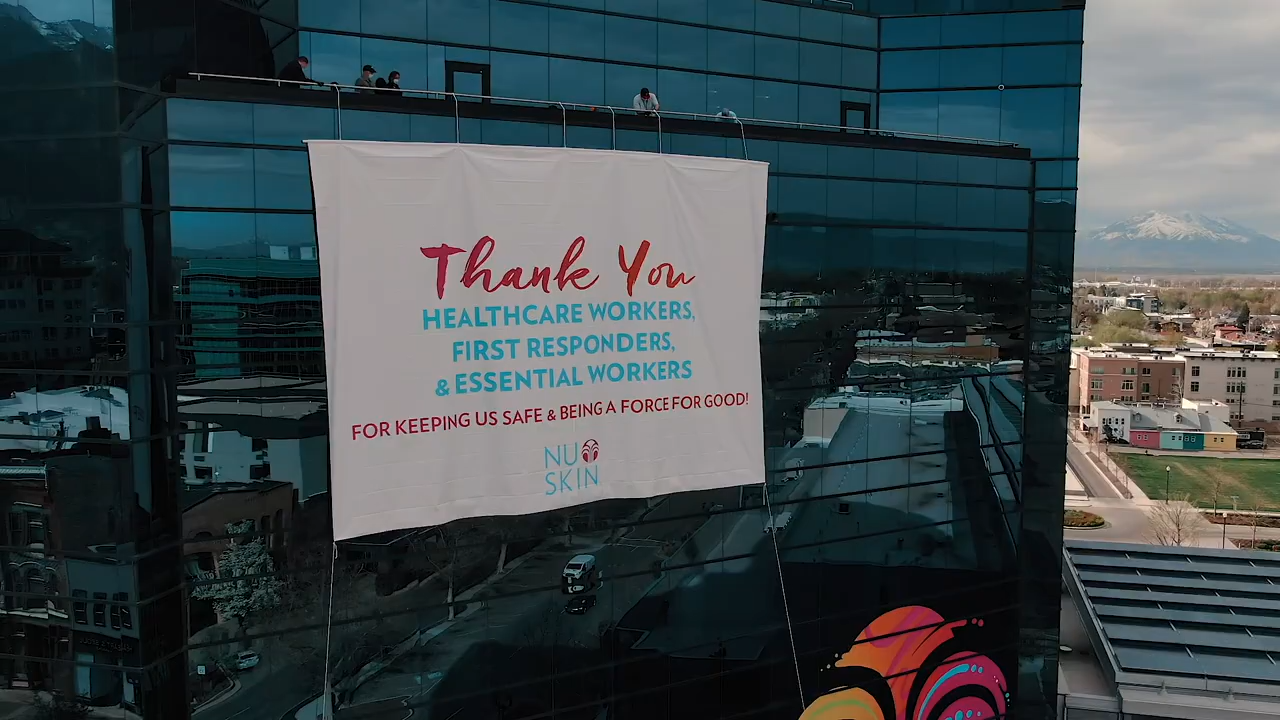 Thank You
HEALTHCARE WORKERS,
FIRST RESPONDERS,
& ESSENTIAL WORKERS
FOR KEEPING US SAFE & BEING A FORCE FOR GOOD!
NU
SKIN